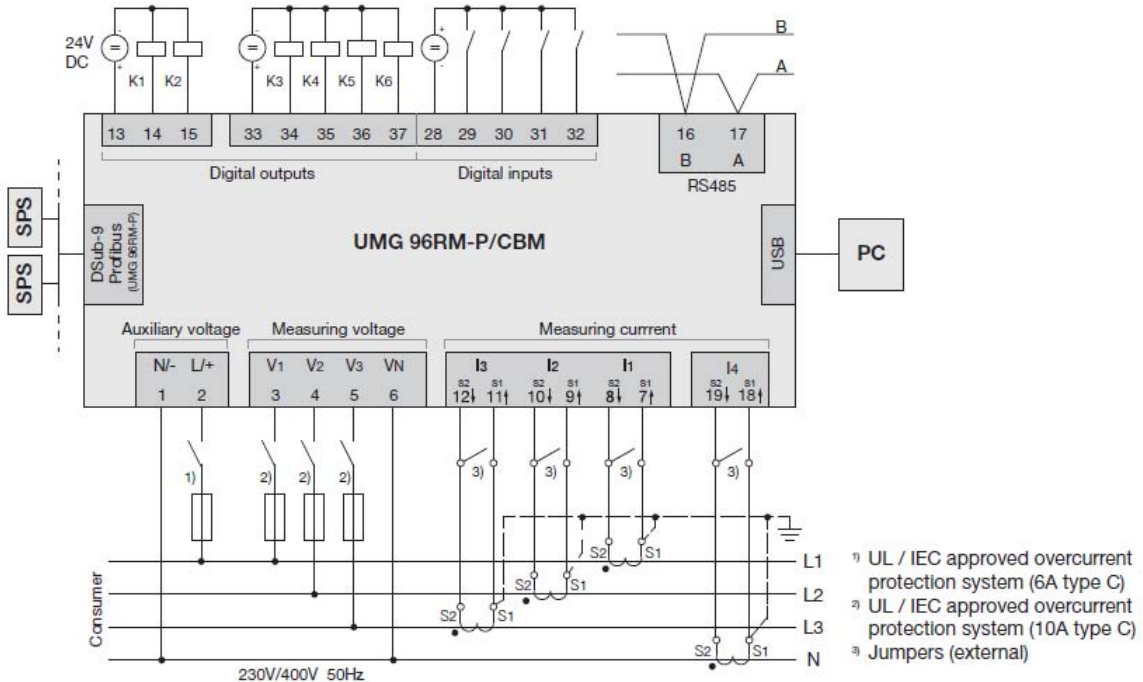 B
24V
DC
A
K1 K2 K3 K4 K5 K6
13 14 15 33 34 35 36 37 28 29 30 31 32 16 17
B A
Digital outputs Digital inputs RS485
SPS
SPS
DSub-9
Profibus
(UMG 96RM-P)
UMG 96RM-P/CBM
USB
PC
Auxiliary voltage Measuring voltage Measuring currrent
N/- L/+ V1 V2 V3 VN I3 I2 I1 I4
S2 S1 S2 S1 S2 S1 S2 S1
1 2 3 4 5 6 12 11 10 9 8 7 19 18
1) 2) 2) 2) 3) 3) 3) 3)
S2 S1 L1
S2 S1 L2
S2 S1 L3
S2 S1 N
Consumer
230V/400V 50Hz
1) UL / IEC approved overcurrent
protection system (6A type C)
2) UL / IEC approved overcurrent
protection system (10A type C)
3) Jumpers (external)